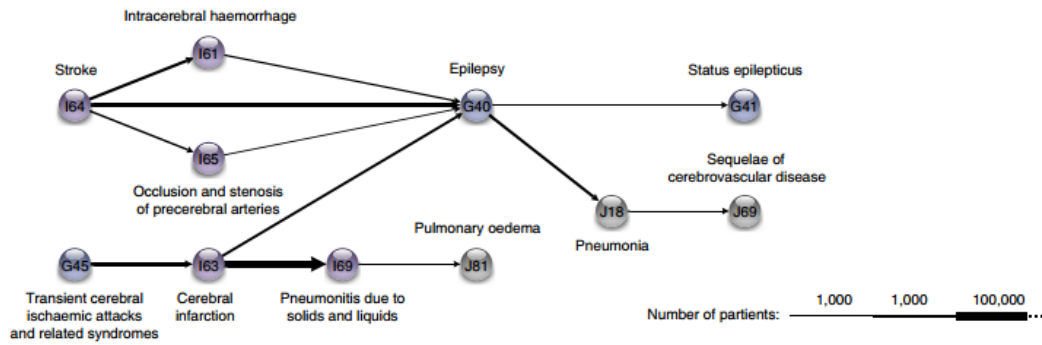 Intracerebral haemorrhage
I61
Stroke
Epilepsy
Status epilepticus
I64
G40
G41
I65
Occlusion and stenosis
of precerebral arteries
Sequelae of
cerebrovascular disease
J18
J69
Pneumonia
Pulmonary oedema
G45
I63
I69
J81
Transient cerebral
ischaemic attacks
and related syndromes
Cerebral
infarction
Pneumonitis due to
solids and liquids
Number of partients:
1,000
1,000
100,000